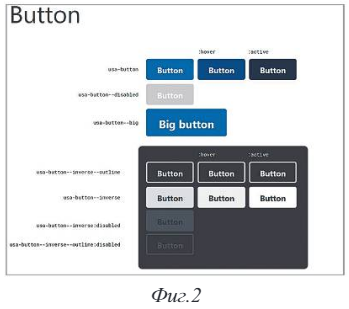 Button
:hover :active
usa-button Button Button Button
usa-button--disabled Button
usa-button--big Big button
:hover :active
usa-button--inverse--outline Button Button Button
usa-button--inverse Button Button Button
usa-button--inverse:disabled Button
usa-button--inverse--outline:disabled Button
Фиг.2